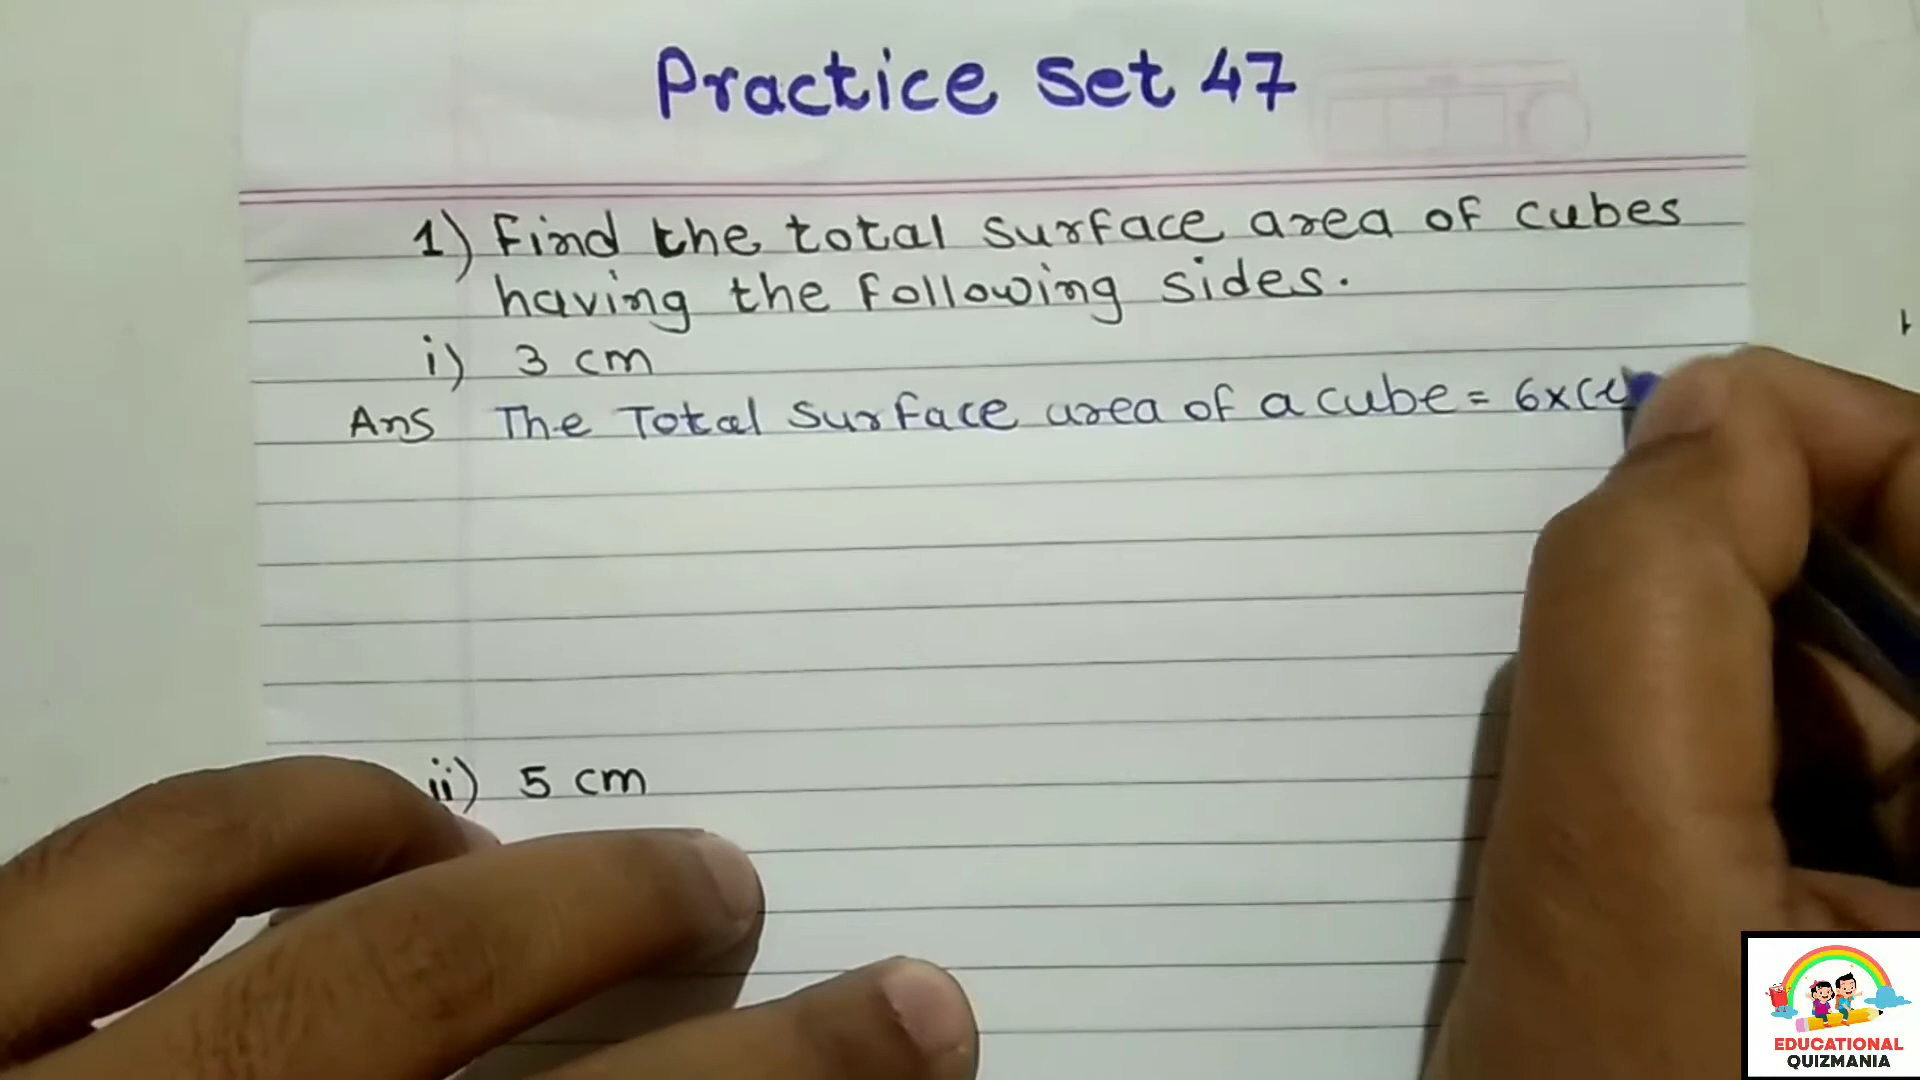 Practice Set 47
1) Find the total surface area of cubes
having the following sides.
i) 3 cm
Ans The Total Surface area of a cube = 6x(
ii) 5 cm
EDUCATIONAL
QUIZMANIA